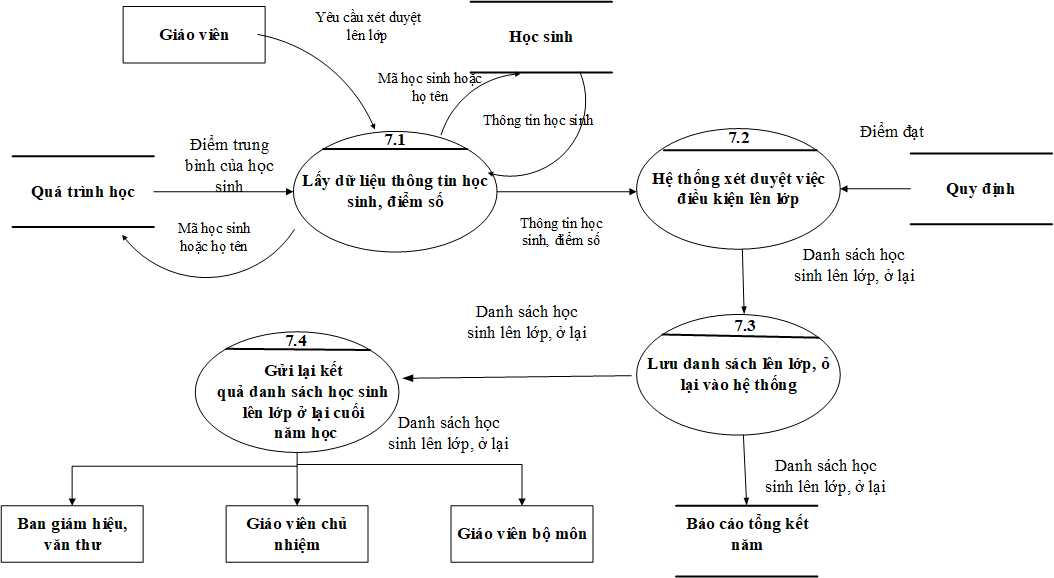 Yêu cầu xét duyệt
lên lớp
Giáo viên
Học sinh
Mã học sinh hoặc
họ tên
Thông tin học sinh
7.1
Lấy dữ liệu thông tin học
sinh, điểm số
Điểm trung
bình của học
sinh
Quá trình học
Mã học sinh
hoặc họ tên
Thông tin học
sinh, điểm số
7.2
Hệ thống xét duyệt việc
điều kiện lên lớp
Điểm đạt
Quy định
Danh sách học
sinh lên lớp, ở lại
7.3
Lưu danh sách lên lớp, ỏ
lại vào hệ thống
Danh sách học
sinh lên lớp, ở lại
7.4
Gửi lại kết
quả danh sách học sinh
lên lớp ở lại cuối
năm học
Danh sách học
sinh lên lớp, ở lại
Danh sách học
sinh lên lớp, ở lại
Ban giám hiệu,
văn thư
Giáo viên chủ
nhiệm
Giáo viên bộ môn
Báo cáo tổng kết
năm